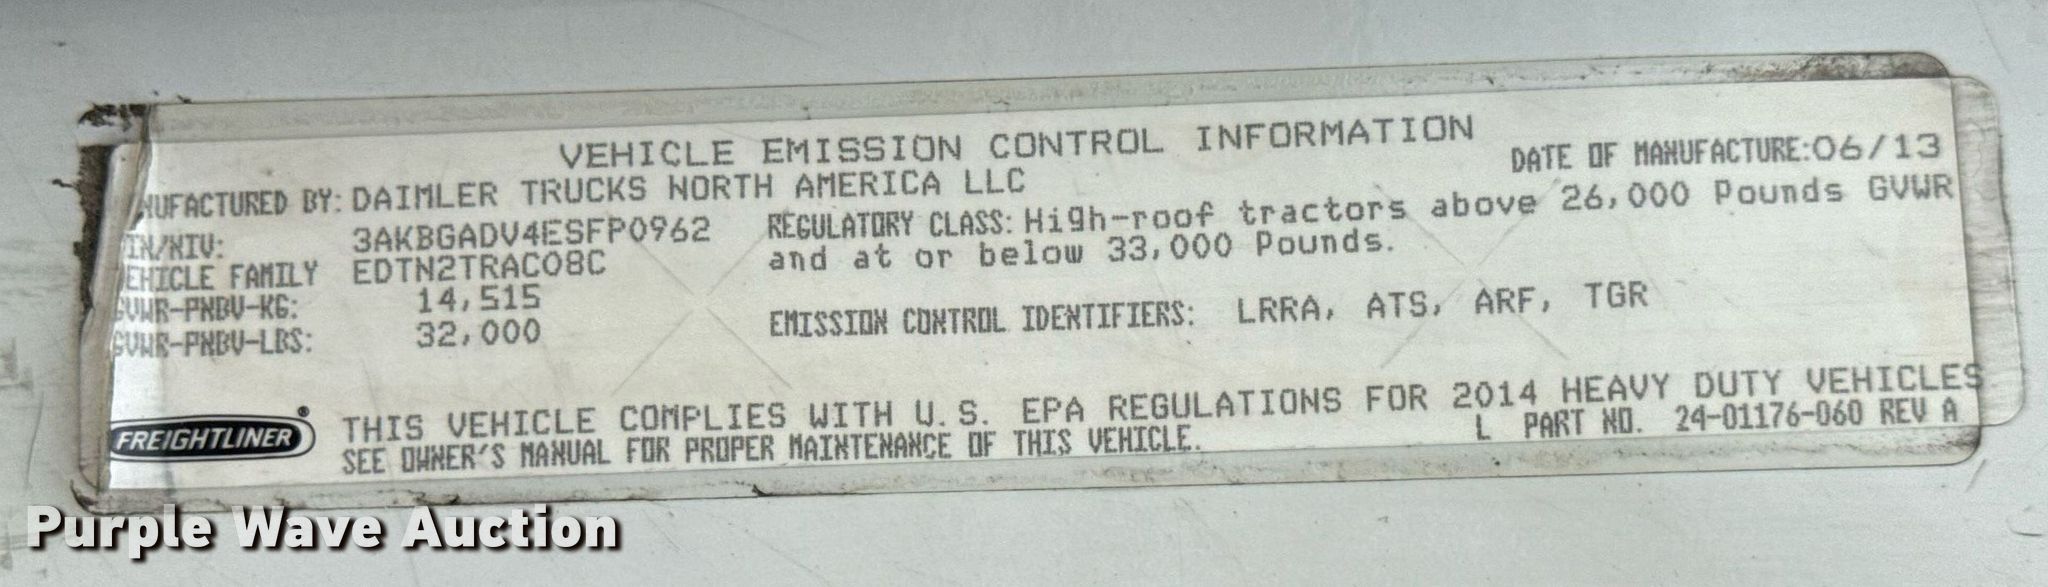 VEHICLE EMISSION CONTROL INFORMATION
DATE OF MANUFACTURE:06/13
NUFACTURED BY: DAIMLER TRUCKS NORTH AMERICA LLC
IN/NIV: 3AKBGADV4ESFP0962
EHICLE FAMILY EDTN2TRAC08C
GVWR-PNBV-KG: 14,515
GVWR-PNBV-LBS: 32,000
REGULATORY CLASS: High-roof tractors above 26,000 Pounds GVWR
and at or below 33,000 Pounds.
EMISSION CONTROL IDENTIFIERS: LRRA, ATS, ARF, TGR
FREIGHTLINER®
THIS VEHICLE COMPLIES WITH U.S. EPA REGULATIONS FOR 2014 HEAVY DUTY VEHICLES
SEE OWNER'S MANUAL FOR PROPER MAINTENANCE OF THIS VEHICLE.
L PART NO. 24-01176-060 REV A
Purple Wave Auction